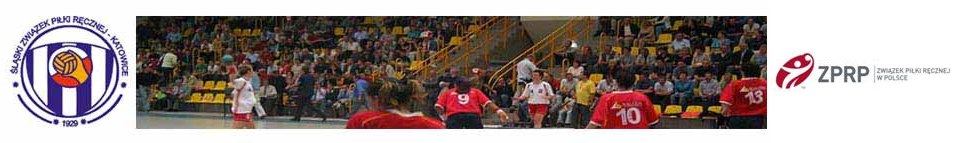 ŚLĄSKI ZWIĄZEK PIŁKI RĘCZNEJ - KATOWICE
1929
9
10
13
ZPRP
ZWIĄZEK PIŁKI RĘCZNEJ
W POLSCE